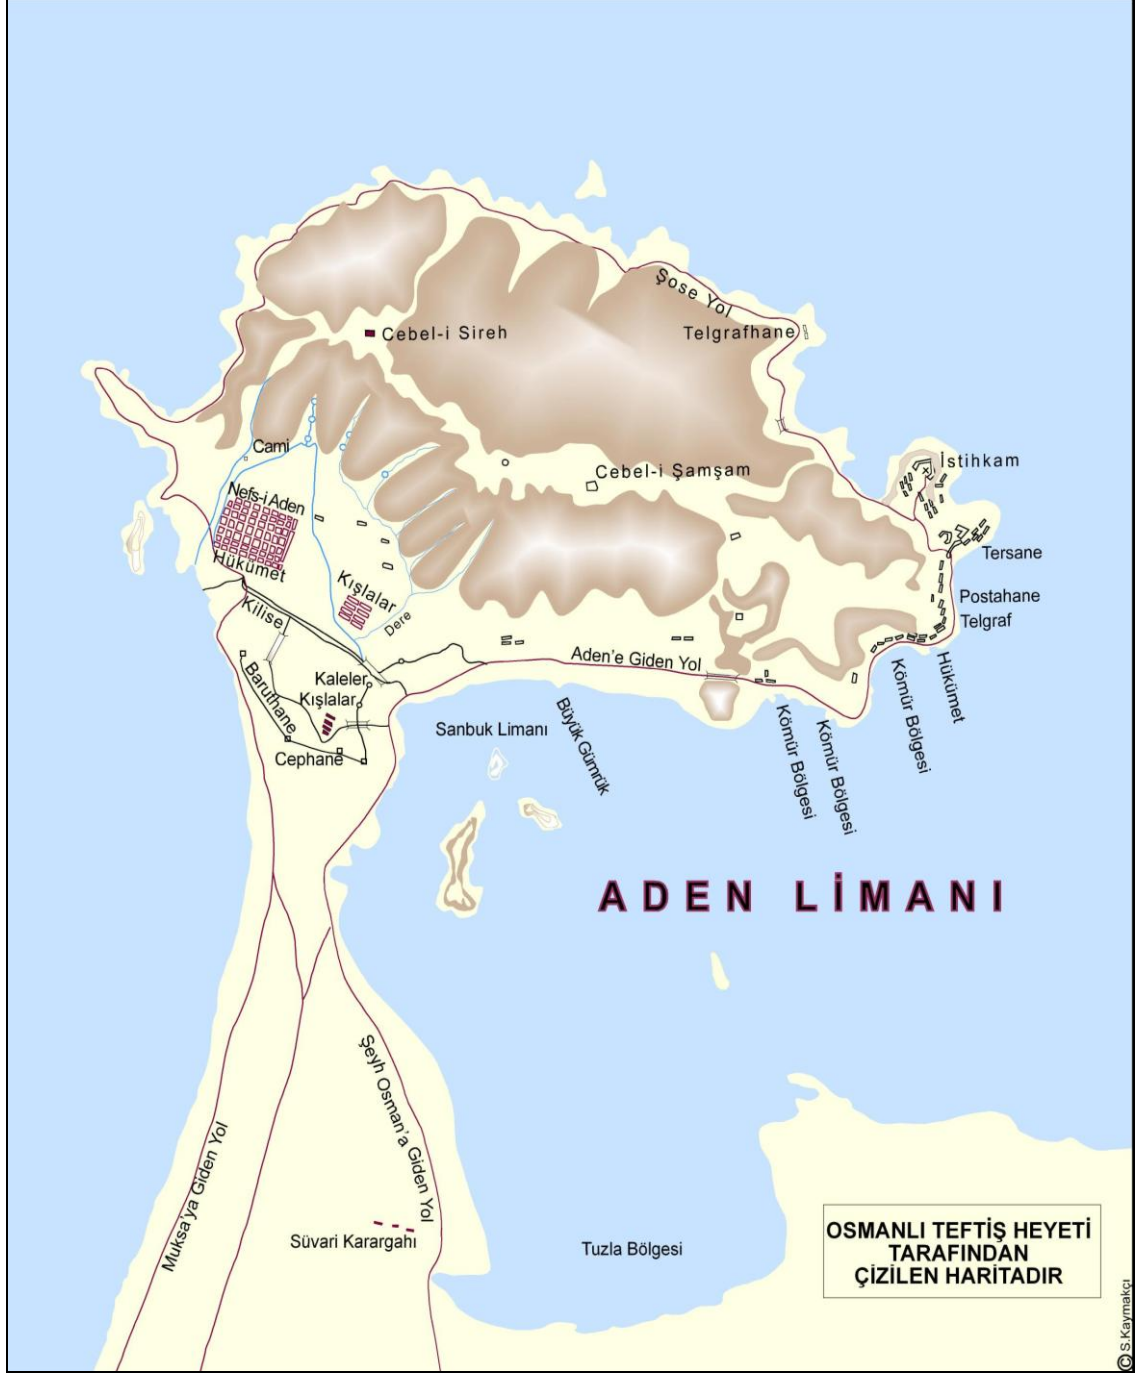 Şose Yol
Telgrafhane
Cebel-i Sireh
Cami
Cebel-i Şamşam
İstihkam
Nefs-i Aden
Hükümet
Tersane
Kışlalar
Postahane
Telgraf
Kilise
Dere
Aden'e Giden Yol
Hükümet
Kömür Bölgesi
Baruthane
Kaleler
Kışlalar
Cephane
Sanbuk Limanı
Büyük Gümrük
Kömür Bölgesi
Kömür Bölgesi
ADEN LİMANI
Şeyh Osman'a Giden Yol
Muksa'ya Giden Yol
Süvari Karargahı
Tuzla Bölgesi
OSMANLI TEFTİŞ HEYETİ
TARAFINDAN
ÇİZİLEN HARİTADIR
© S.Kaymakçı